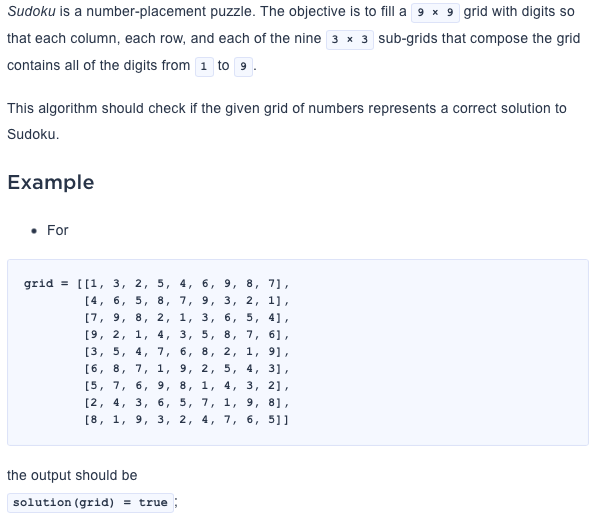 Sudoku is a number-placement puzzle. The objective is to fill a 9 × 9 grid with digits so
that each column, each row, and each of the nine 3 × 3 sub-grids that compose the grid
contains all of the digits from 1 to 9.
This algorithm should check if the given grid of numbers represents a correct solution to
Sudoku.
Example
• For
grid = [[1, 3, 2, 5, 4, 6, 9, 8, 7],
[4, 6, 5, 8, 7, 9, 3, 2, 1],
[7, 9, 8, 2, 1, 3, 6, 5, 4],
[9, 2, 1, 4, 3, 5, 8, 7, 6],
[3, 5, 4, 7, 6, 8, 2, 1, 9],
[6, 8, 7, 1, 9, 2, 5, 4, 3],
[5, 7, 6, 9, 8, 1, 4, 3, 2],
[2, 4, 3, 6, 5, 7, 1, 9, 8],
[8, 1, 9, 3, 2, 4, 7, 6, 5]]
the output should be
solution(grid) = true;